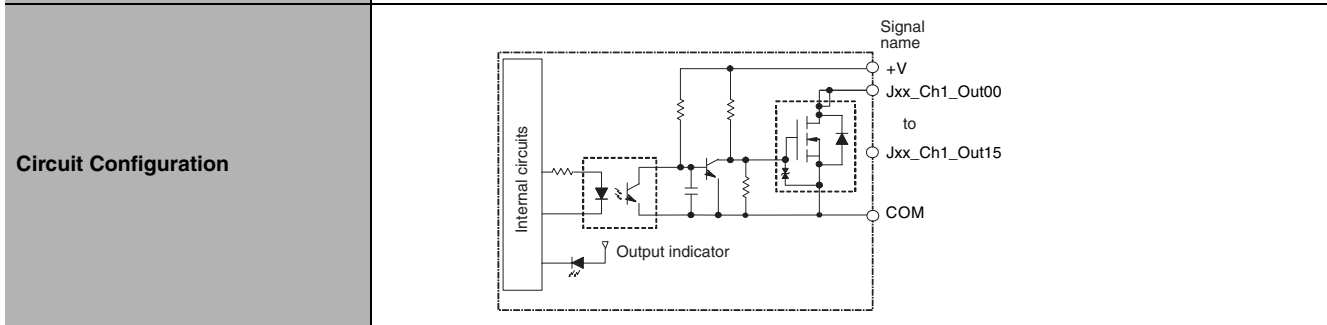 Circuit Configuration
Signal
name
+V
Jxx_Ch1_Out00
to
Jxx_Ch1_Out15
COM
Internal circuits
Output indicator